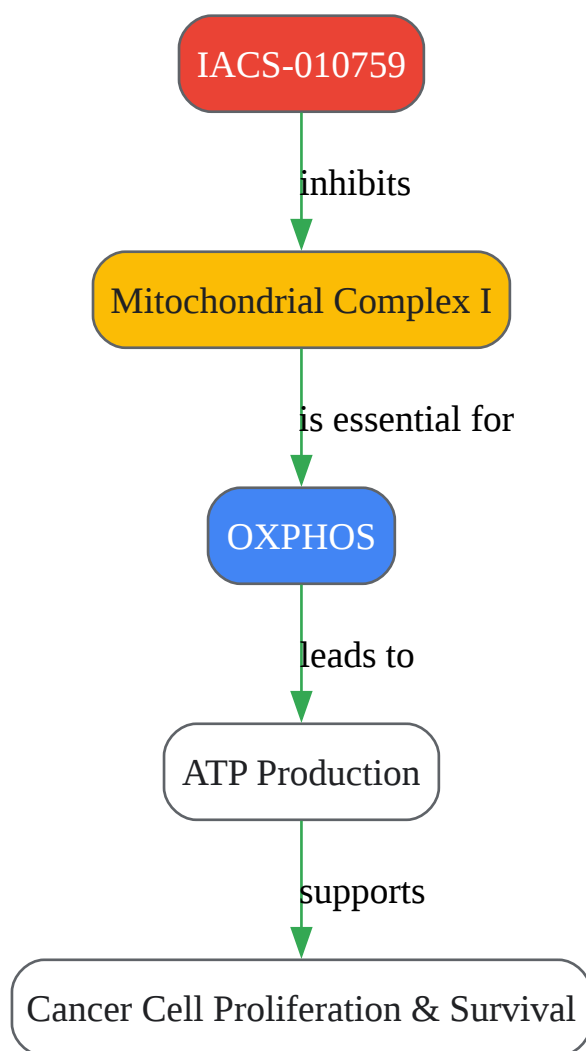 IACS-010759
inhibits
Mitochondrial Complex I
is essential for
OXPHOS
leads to
ATP Production
supports
Cancer Cell Proliferation & Survival